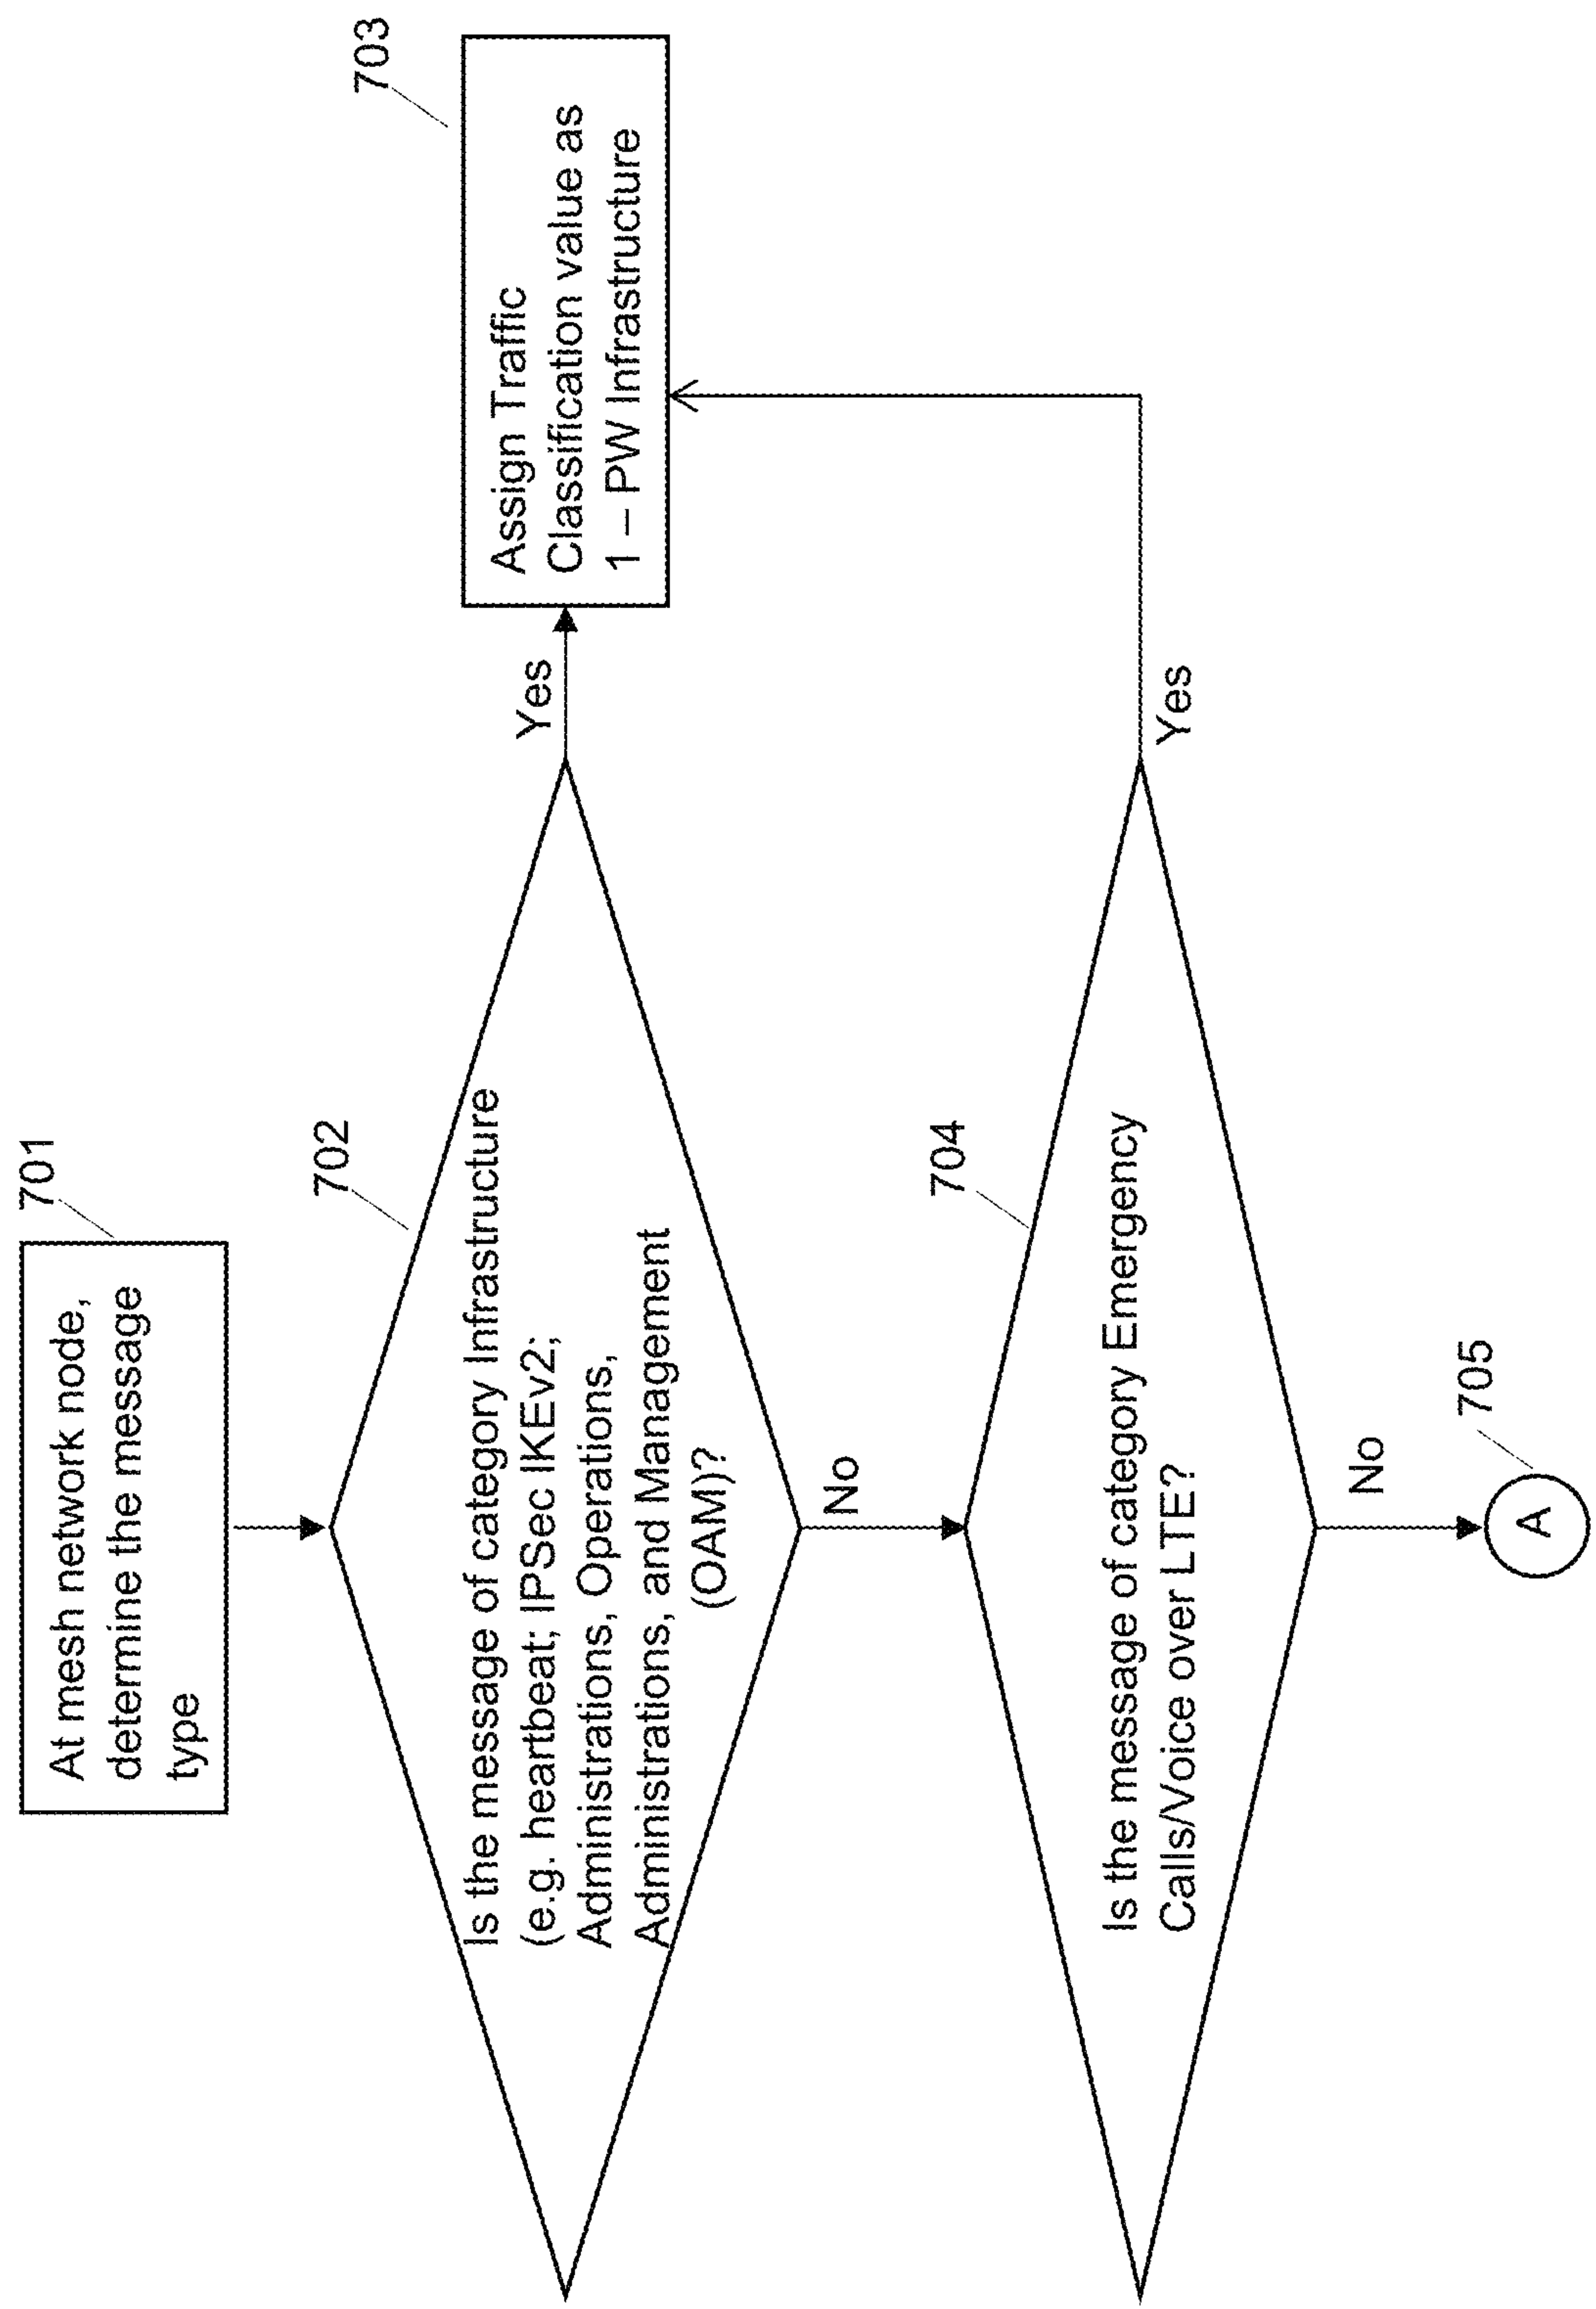 701
At mesh network node,
determine the message
type
702
Is the message of category Infrastructure
(e.g. heartbeat; IPSec IKEv2;
Administrations, Operations,
Administrations, and Management
(OAM)?
Yes
703
Assign Traffic
Classification value as
1 – PW Infrastructure
No
704
Is the message of category Emergency
Calls/Voice over LTE?
Yes
No
705
A